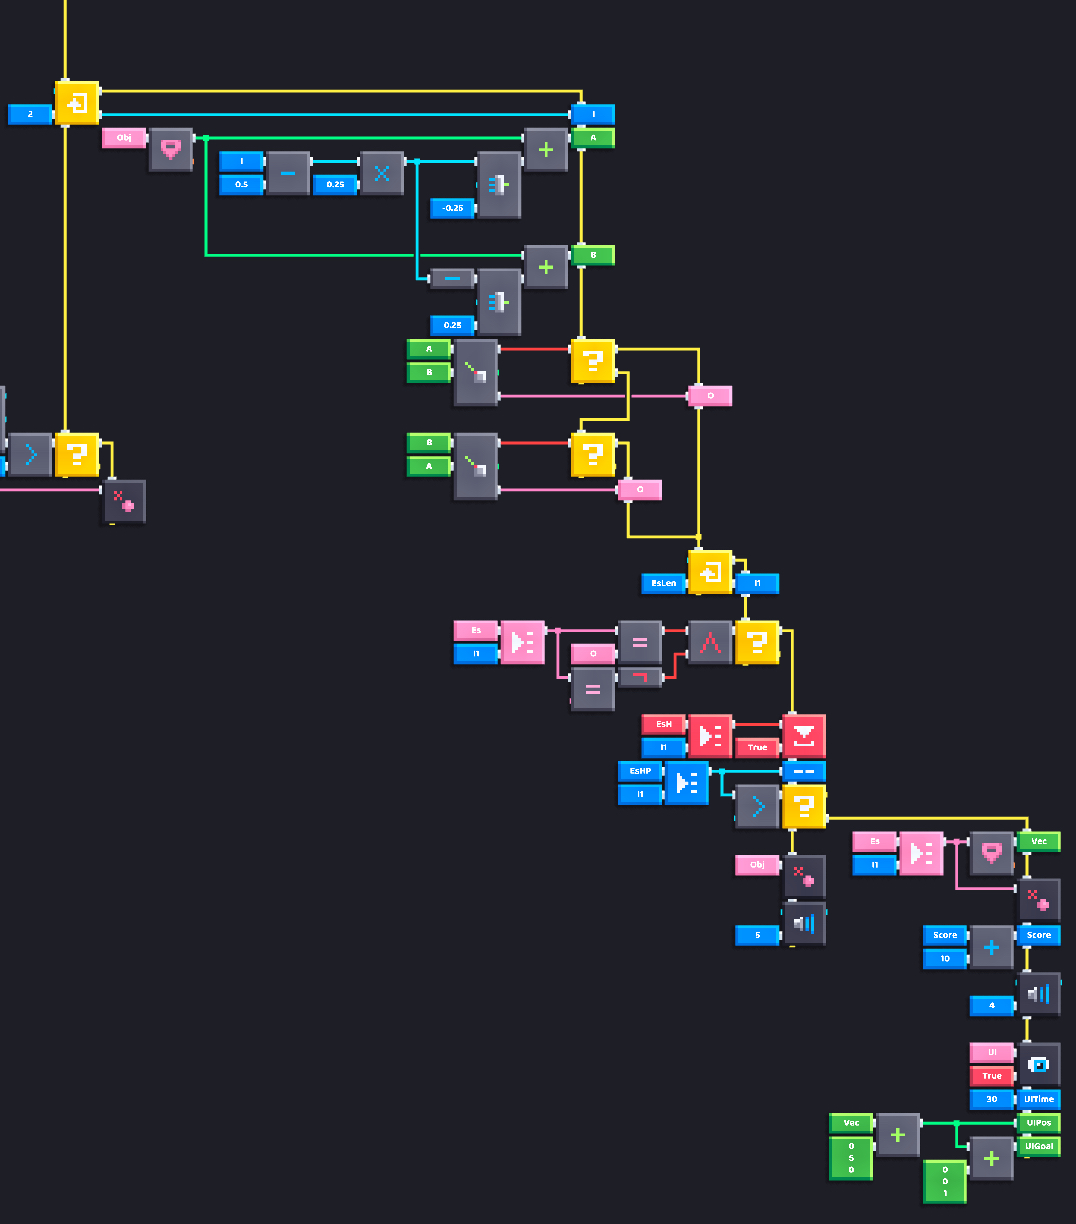 2
I
Obj
A
I
0.5
0.25
-0.25
B
0.25
A
B
O
B
A
O
EsLen
I1
Es
I1
O
EsH
I1
True
EsHP
I1
Es
I1
Vec
Obj
5
Score
10
Score
4
UI
True
30
UITime
Vec
0
5
0
UIPos
UIGoal
0
0
1